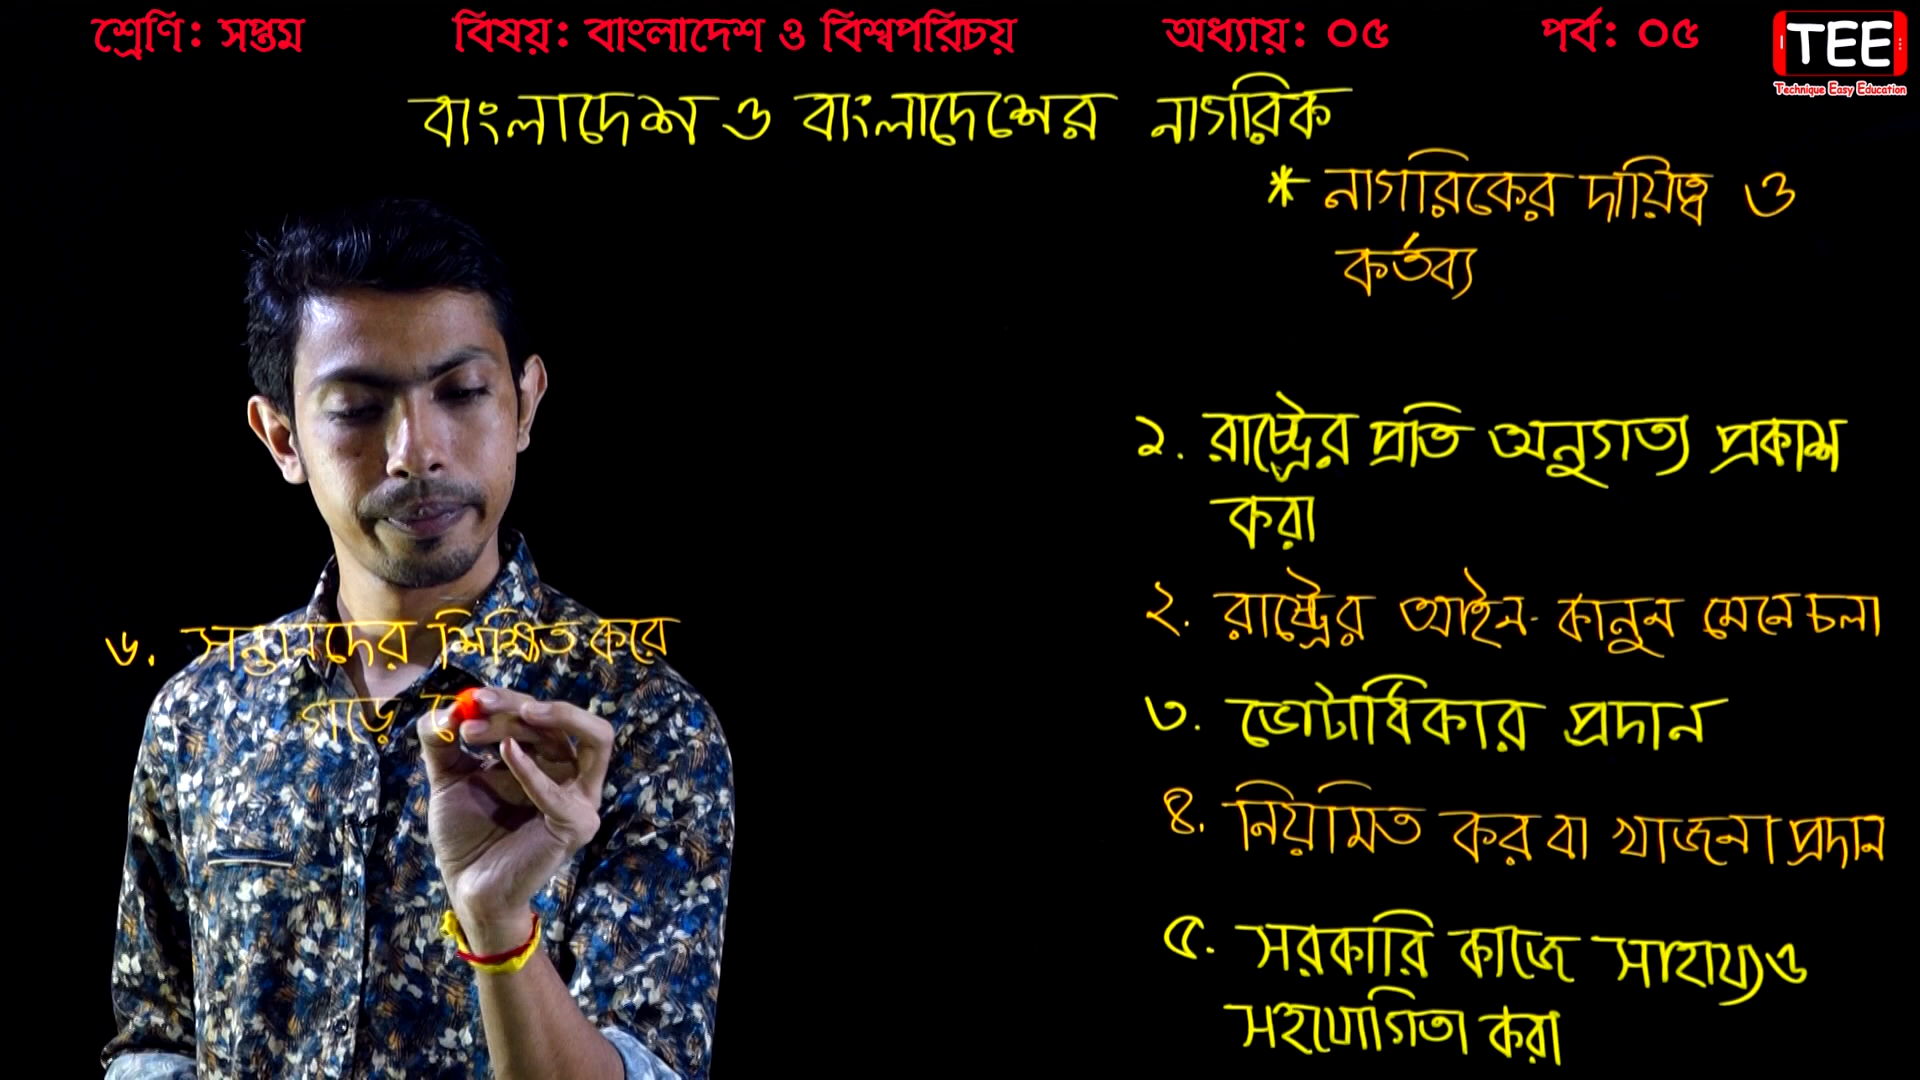 শ্রেণি: সপ্তম বিষয়: বাংলাদেশ ও বিশ্বপরিচয় অধ্যায়: ০৫ পর্ব: ০৫
TEE
Technique Easy Education
বাংলাদেশ ও বাংলাদেশের নাগরিক
* নাগরিকের দায়িত্ব ও
কর্তব্য
১. রাষ্ট্রের প্রতি অনুগত্য প্রকাশ
করা
২. রাষ্ট্রের আইন-কানুন মেনে চলা
৩. ভোটাধিকার প্রদান
৪. নিয়মিত কর বা খাজনা প্রদান
৫. সরকারি কাজে সাহায্য ও
সহযোগিতা করা
৬. সন্তানদের শিক্ষিত করে
গড়ে